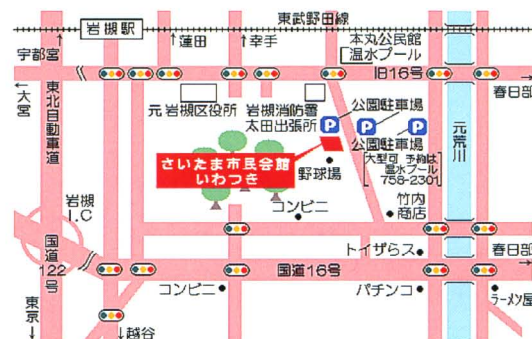 岩槻駅
東武野田線
宇都宮
蓮田
幸手
本丸公民館
温水プール
旧16号
大宮
春日部
東北自動車道
元岩槻区役所
岩槻消防署
太田出張所
P
公園駐車場
P
P
公園駐車場
大型可 予約は
温水プール
758-2301
元荒川
さいたま市民会館
いわつき
野球場
竹内
商店
コンビニ
岩槻
I.C
国道
122
号
トイザらス
春日部
国道16号
コンビニ
パチンコ
ラーメン屋
東京
越谷